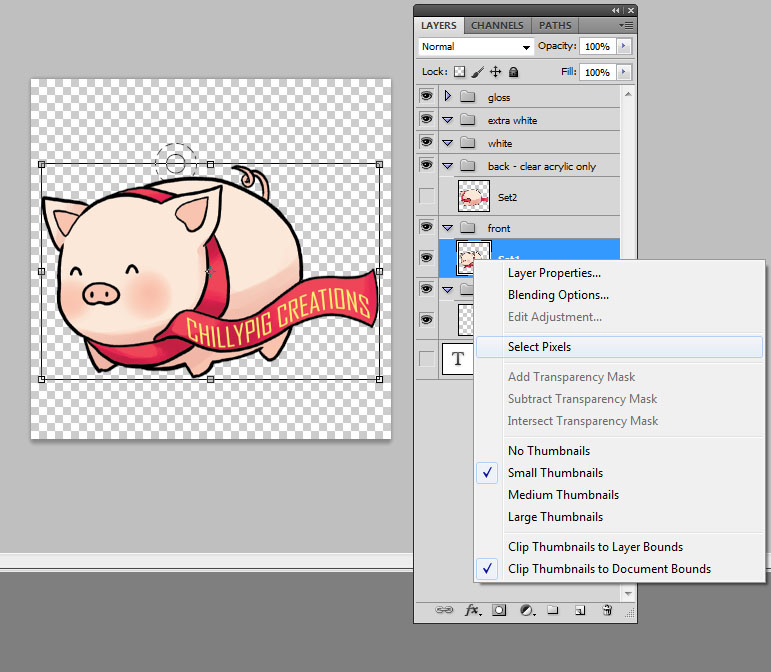 LAYERS CHANNELS PATHS
Normal Opacity: 100%
Lock: Fill: 100%
gloss
extra white
white
back - clear acrylic only
Set2
front
Set1
CHILLYPIG CREATIONS
T
Layer Properties...
Blending Options...
Edit Adjustment...
Select Pixels
Add Transparency Mask
Subtract Transparency Mask
Intersect Transparency Mask
No Thumbnails
Small Thumbnails
Medium Thumbnails
Large Thumbnails
Clip Thumbnails to Layer Bounds
Clip Thumbnails to Document Bounds
fx